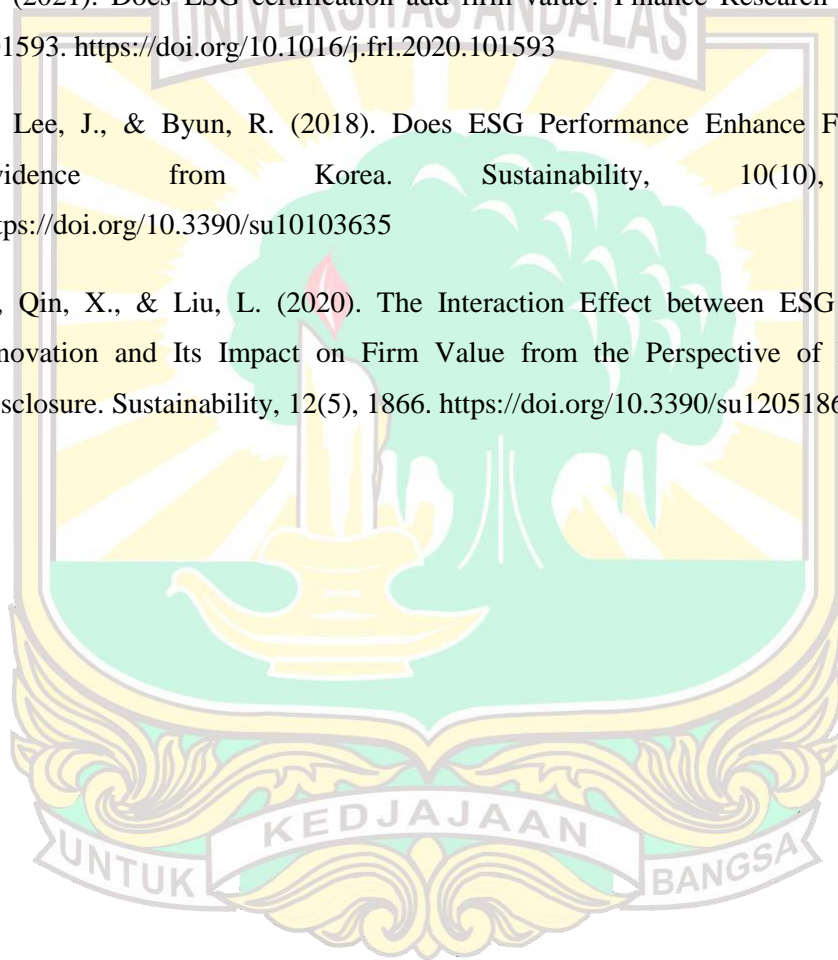 (2021). Does ESG certification add firm value? Finance Research
UNIVERSITAS ANDALAS
1593. https://doi.org/10.1016/j.frl.2020.101593
Lee, J., & Byun, R. (2018). Does ESG Performance Enhance F
vidence from Korea. Sustainability, 10(10),
tps://doi.org/10.3390/su10103635
, Qin, X., & Liu, L. (2020). The Interaction Effect between ESG
novation and Its Impact on Firm Value from the Perspective of
sclosure. Sustainability, 12(5), 1866. https://doi.org/10.3390/su1205186
UNTUK KEDJAJAAN BANGSA